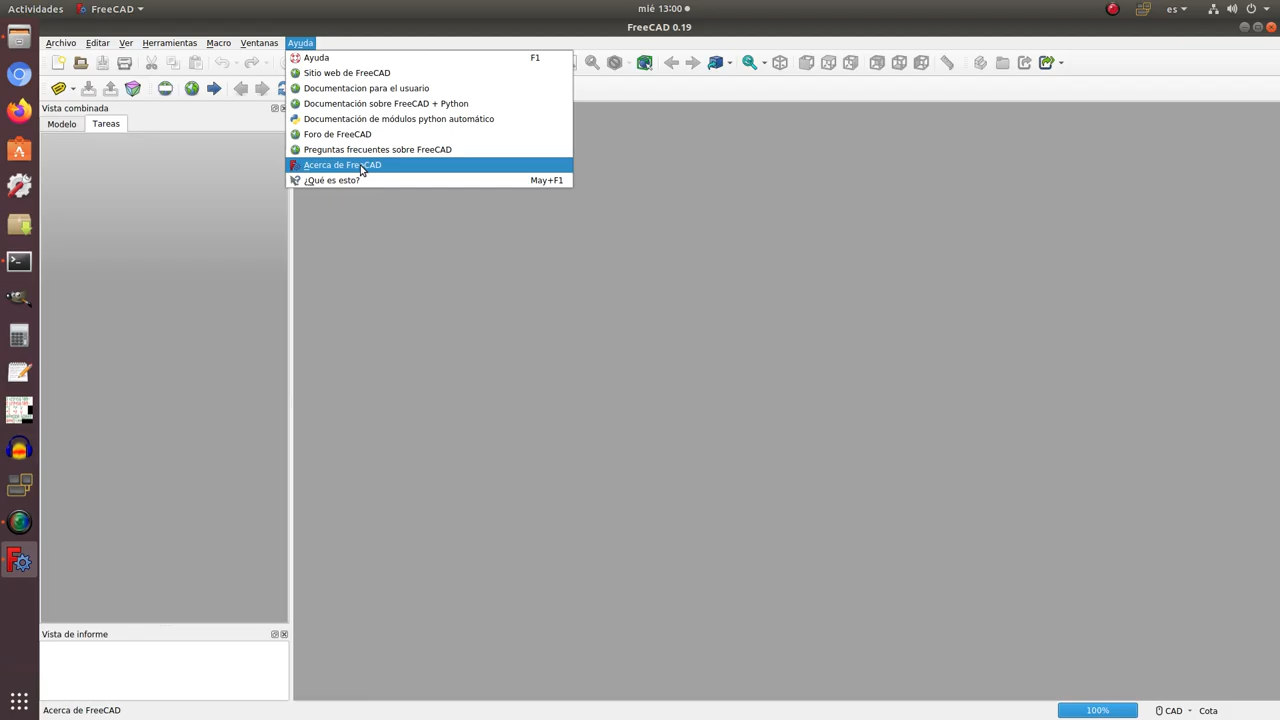 Actividades FreeCAD mié 13:00 es
FreeCAD 0.19
Archivo Editar Ver Herramientas Macro Ventanas Ayuda
Ayuda F1
Sitio web de FreeCAD
Documentacion para el usuario
Documentación sobre FreeCAD + Python
Documentación de módulos python automático
Foro de FreeCAD
Preguntas frecuentes sobre FreeCAD
Acerca de FreeCAD
¿Qué es esto? May+F1
Vista combinada
Modelo Tareas
Vista de informe
Acerca de FreeCAD 100% CAD Cota